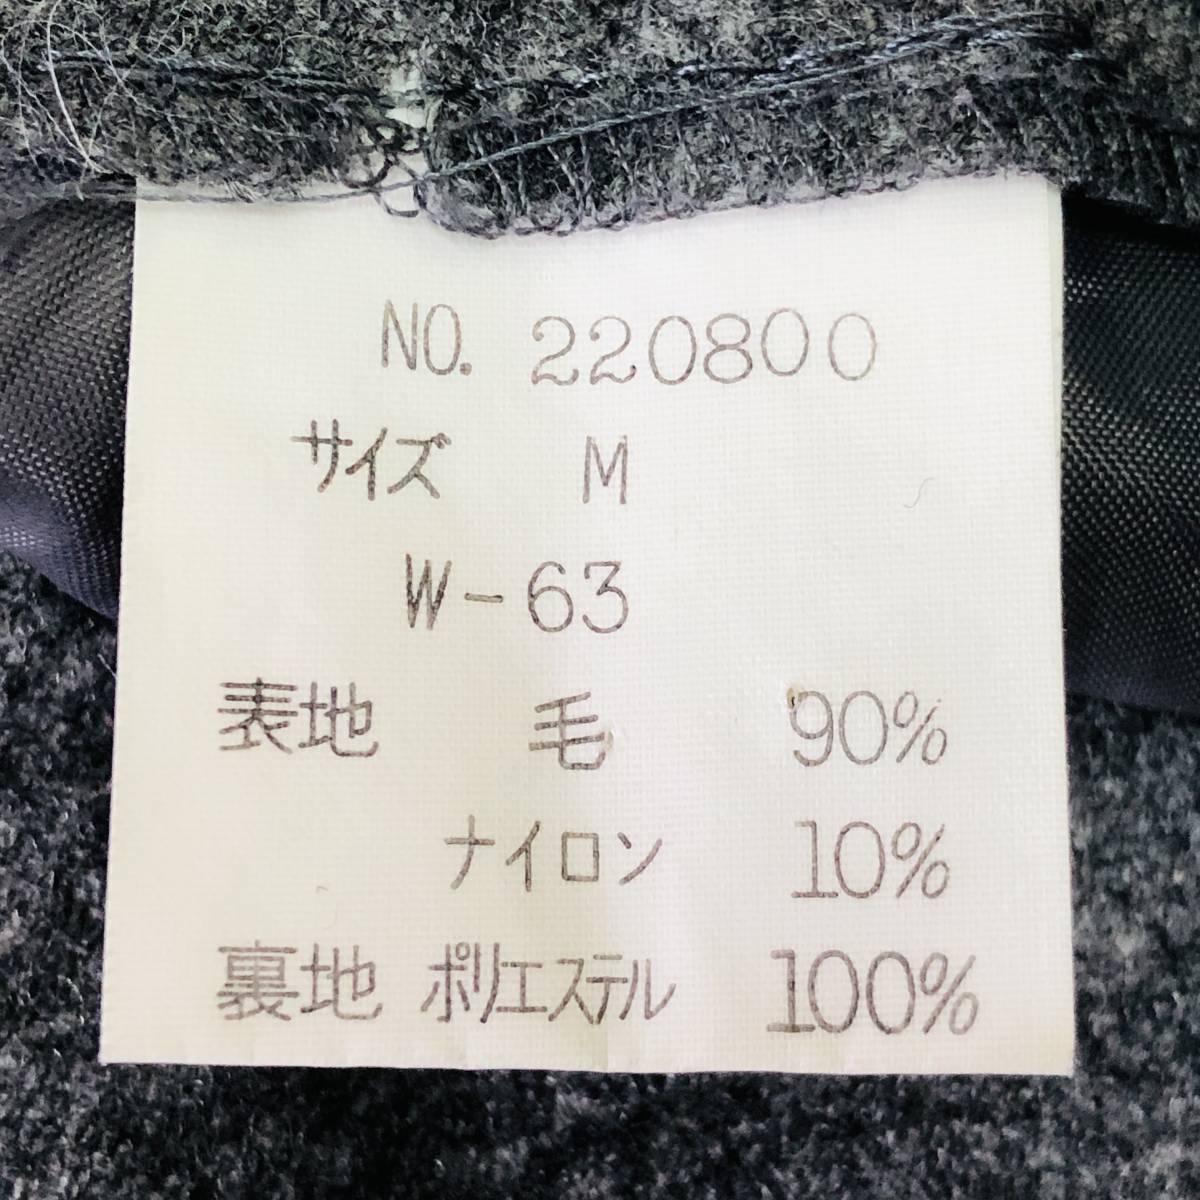 NO. 220800
サイズ M
W-63
表地 毛 90%
ナイロン 10%
裏地 ポリエステル 100%